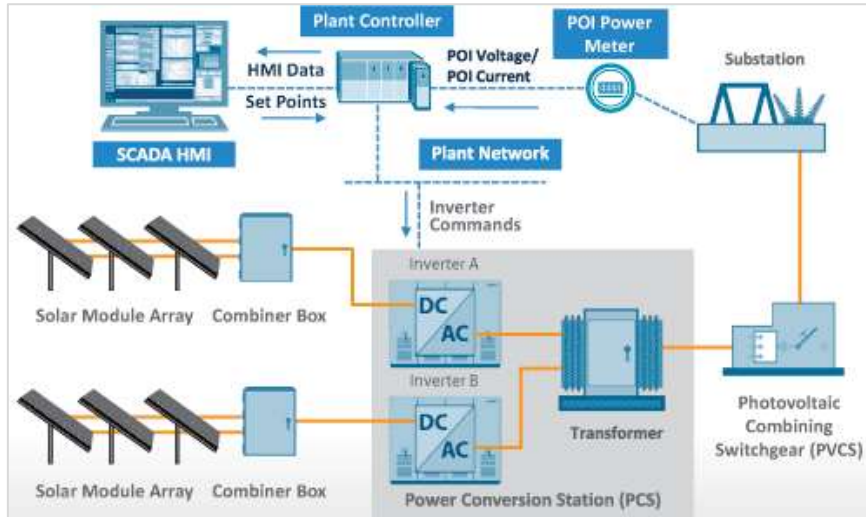 Plant Controller
POI Power
Meter
Substation
HMI Data
Set Points
POI Voltage/
POI Current
SCADA HMI
Plant Network
Inverter
Commands
Inverter A
DC
AC
Solar Module Array
Combiner Box
Inverter B
DC
AC
Transformer
Photovoltaic
Combining
Switchgear (PVCS)
Solar Module Array
Combiner Box
Power Conversion Station (PCS)